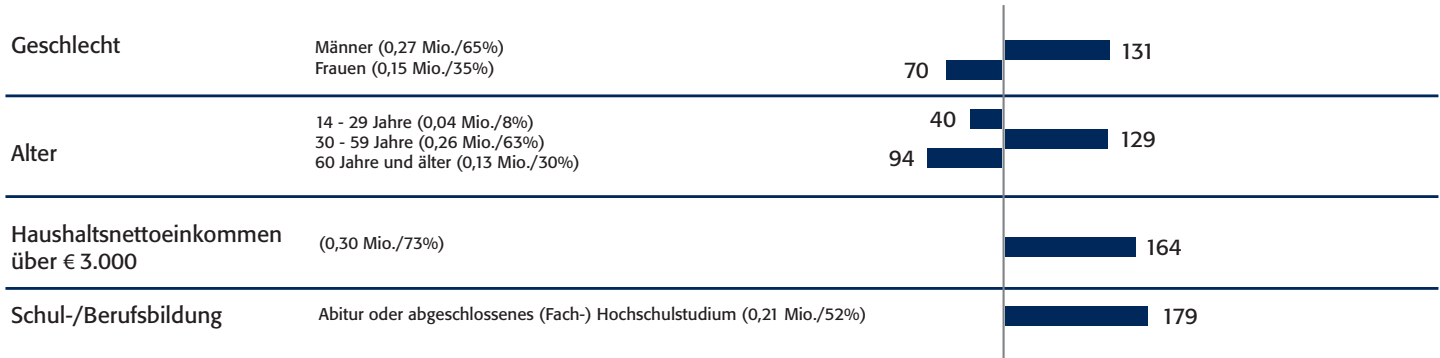 Geschlecht
Männer (0,27 Mio./65%)
131
Frauen (0,15 Mio./35%)
70
Alter
14 - 29 Jahre (0,04 Mio./8%)
40
30 - 59 Jahre (0,26 Mio./63%)
129
60 Jahre und älter (0,13 Mio./30%)
94
Haushaltsnettoeinkommen
über € 3.000
(0,30 Mio./73%)
164
Schul-/Berufsbildung
Abitur oder abgeschlossenes (Fach-) Hochschulstudium (0,21 Mio./52%)
179